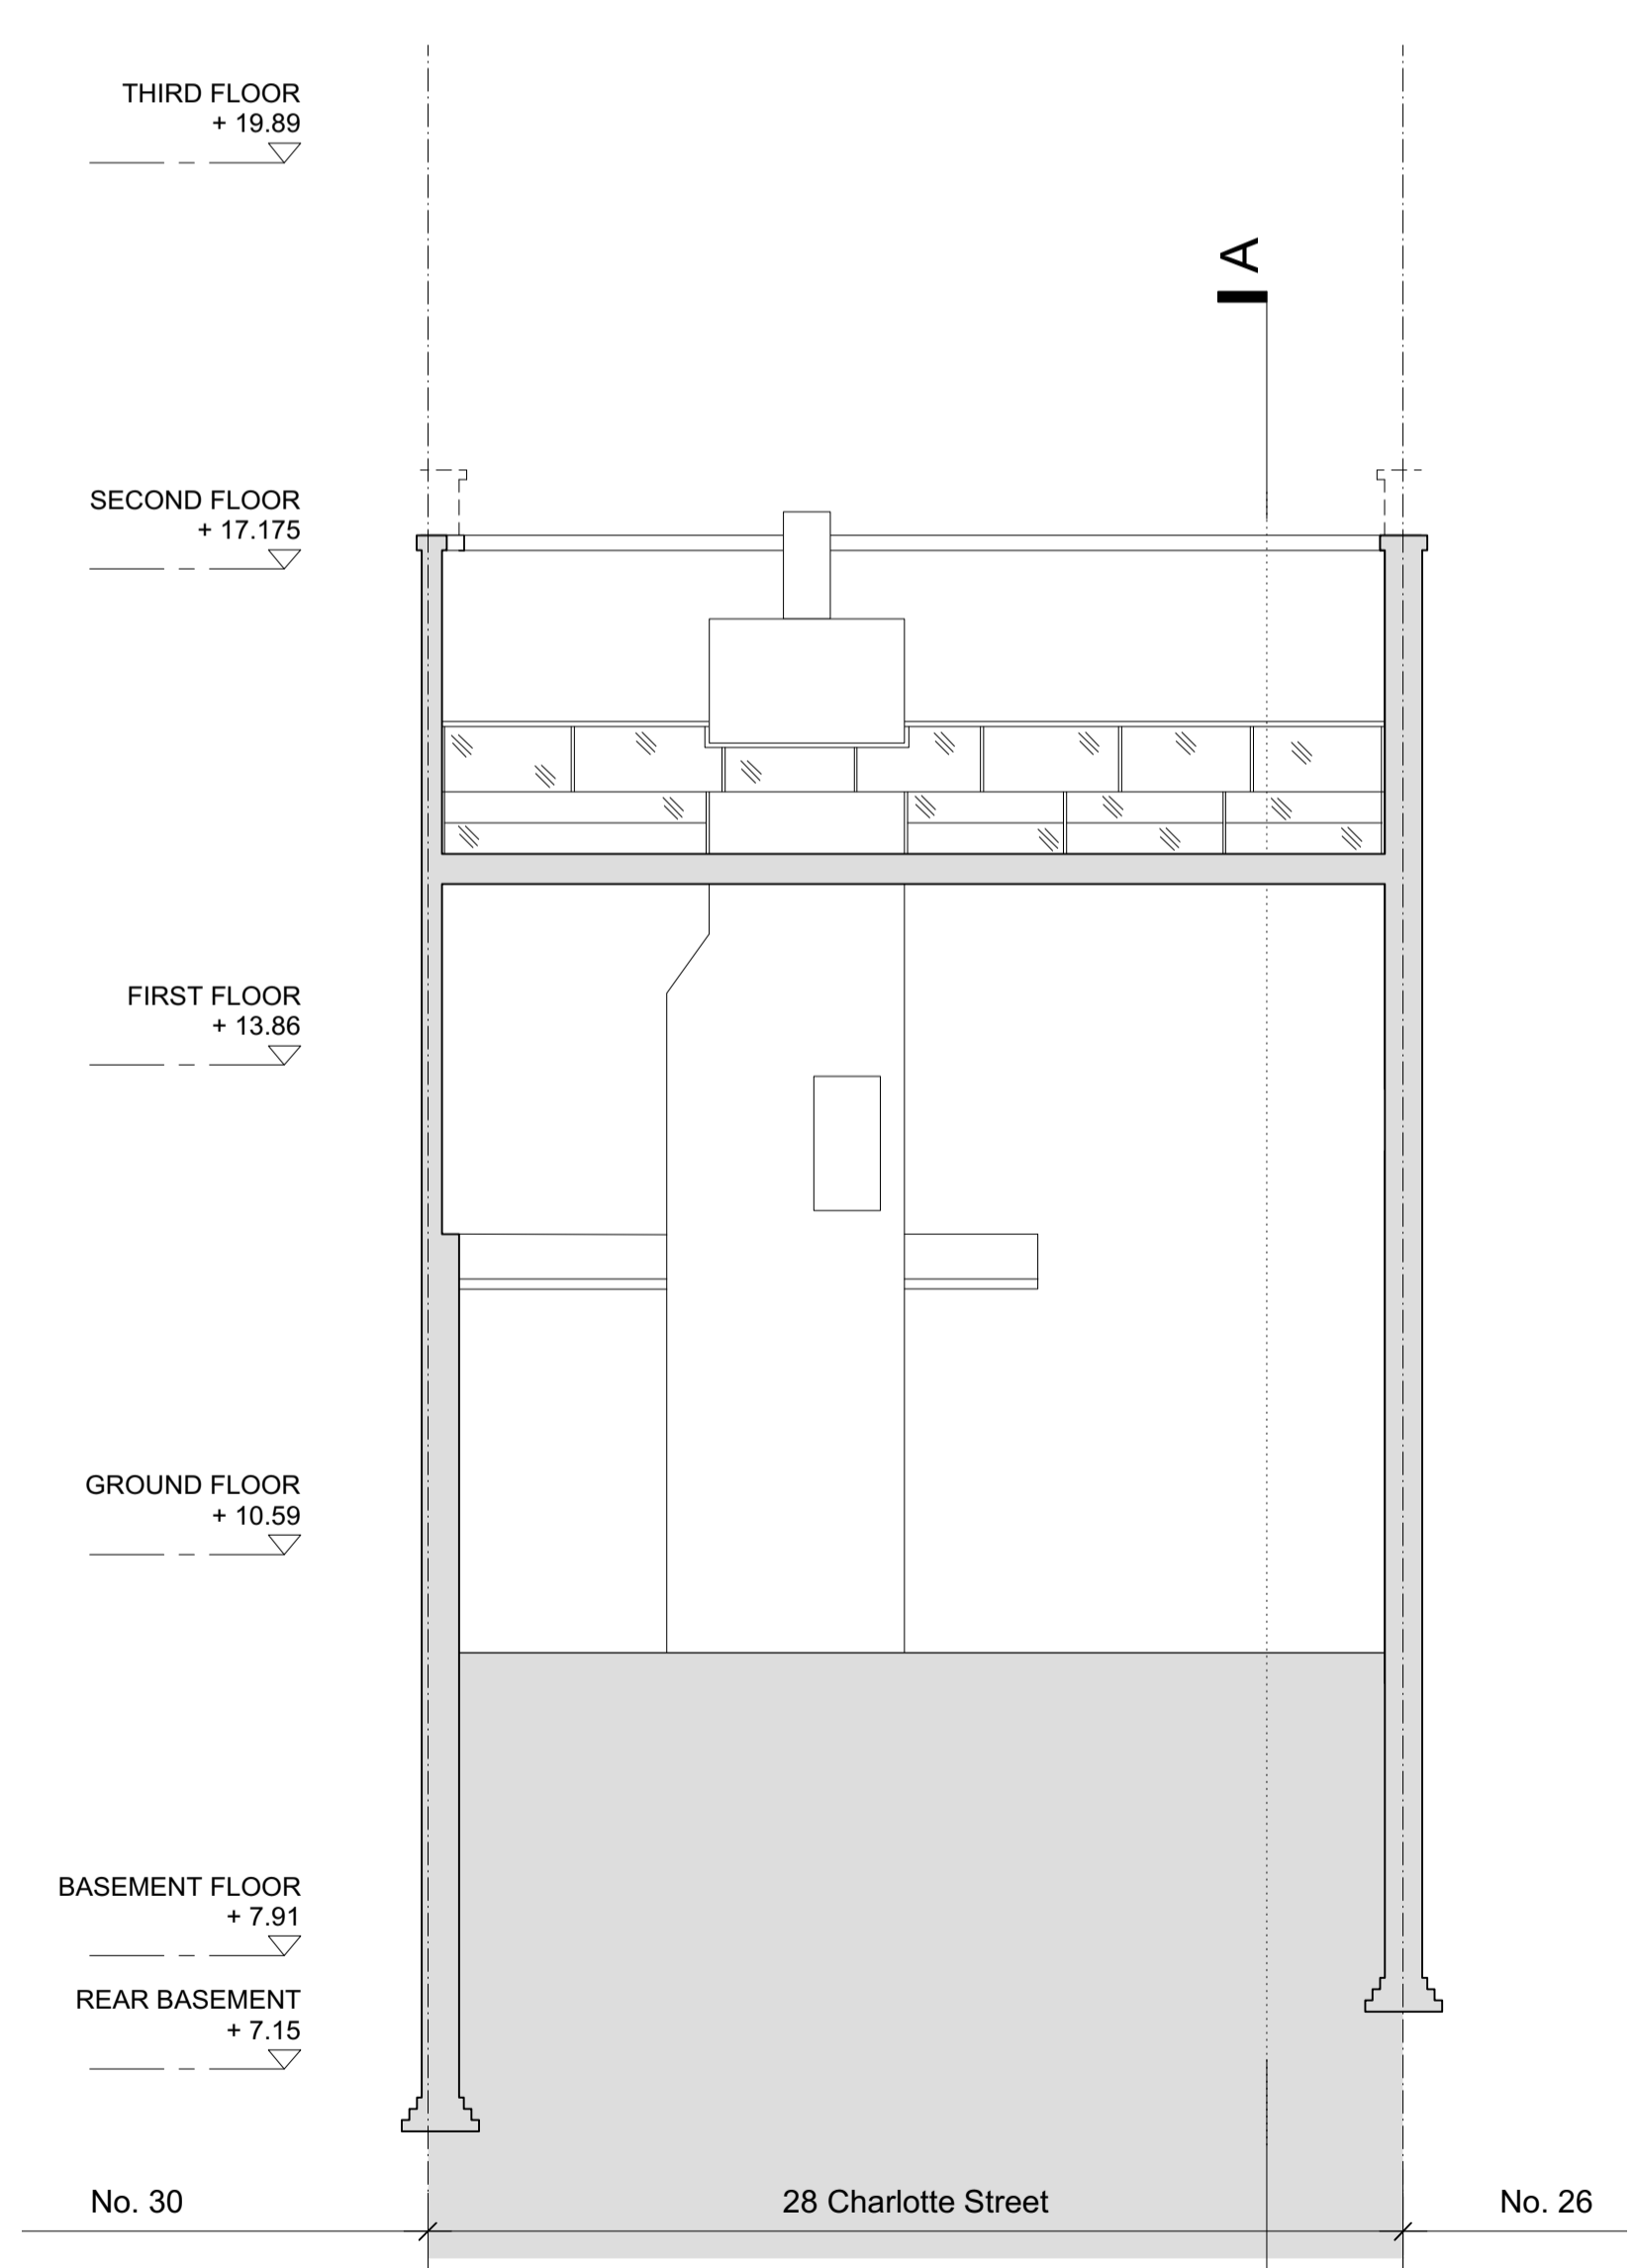 THIRD FLOOR
+ 19.89
A
SECOND FLOOR
+ 17.175
FIRST FLOOR
+ 13.86
GROUND FLOOR
+ 10.59
BASEMENT FLOOR
+ 7.91
REAR BASEMENT
+ 7.15
No. 30
28 Charlotte Street
No. 26